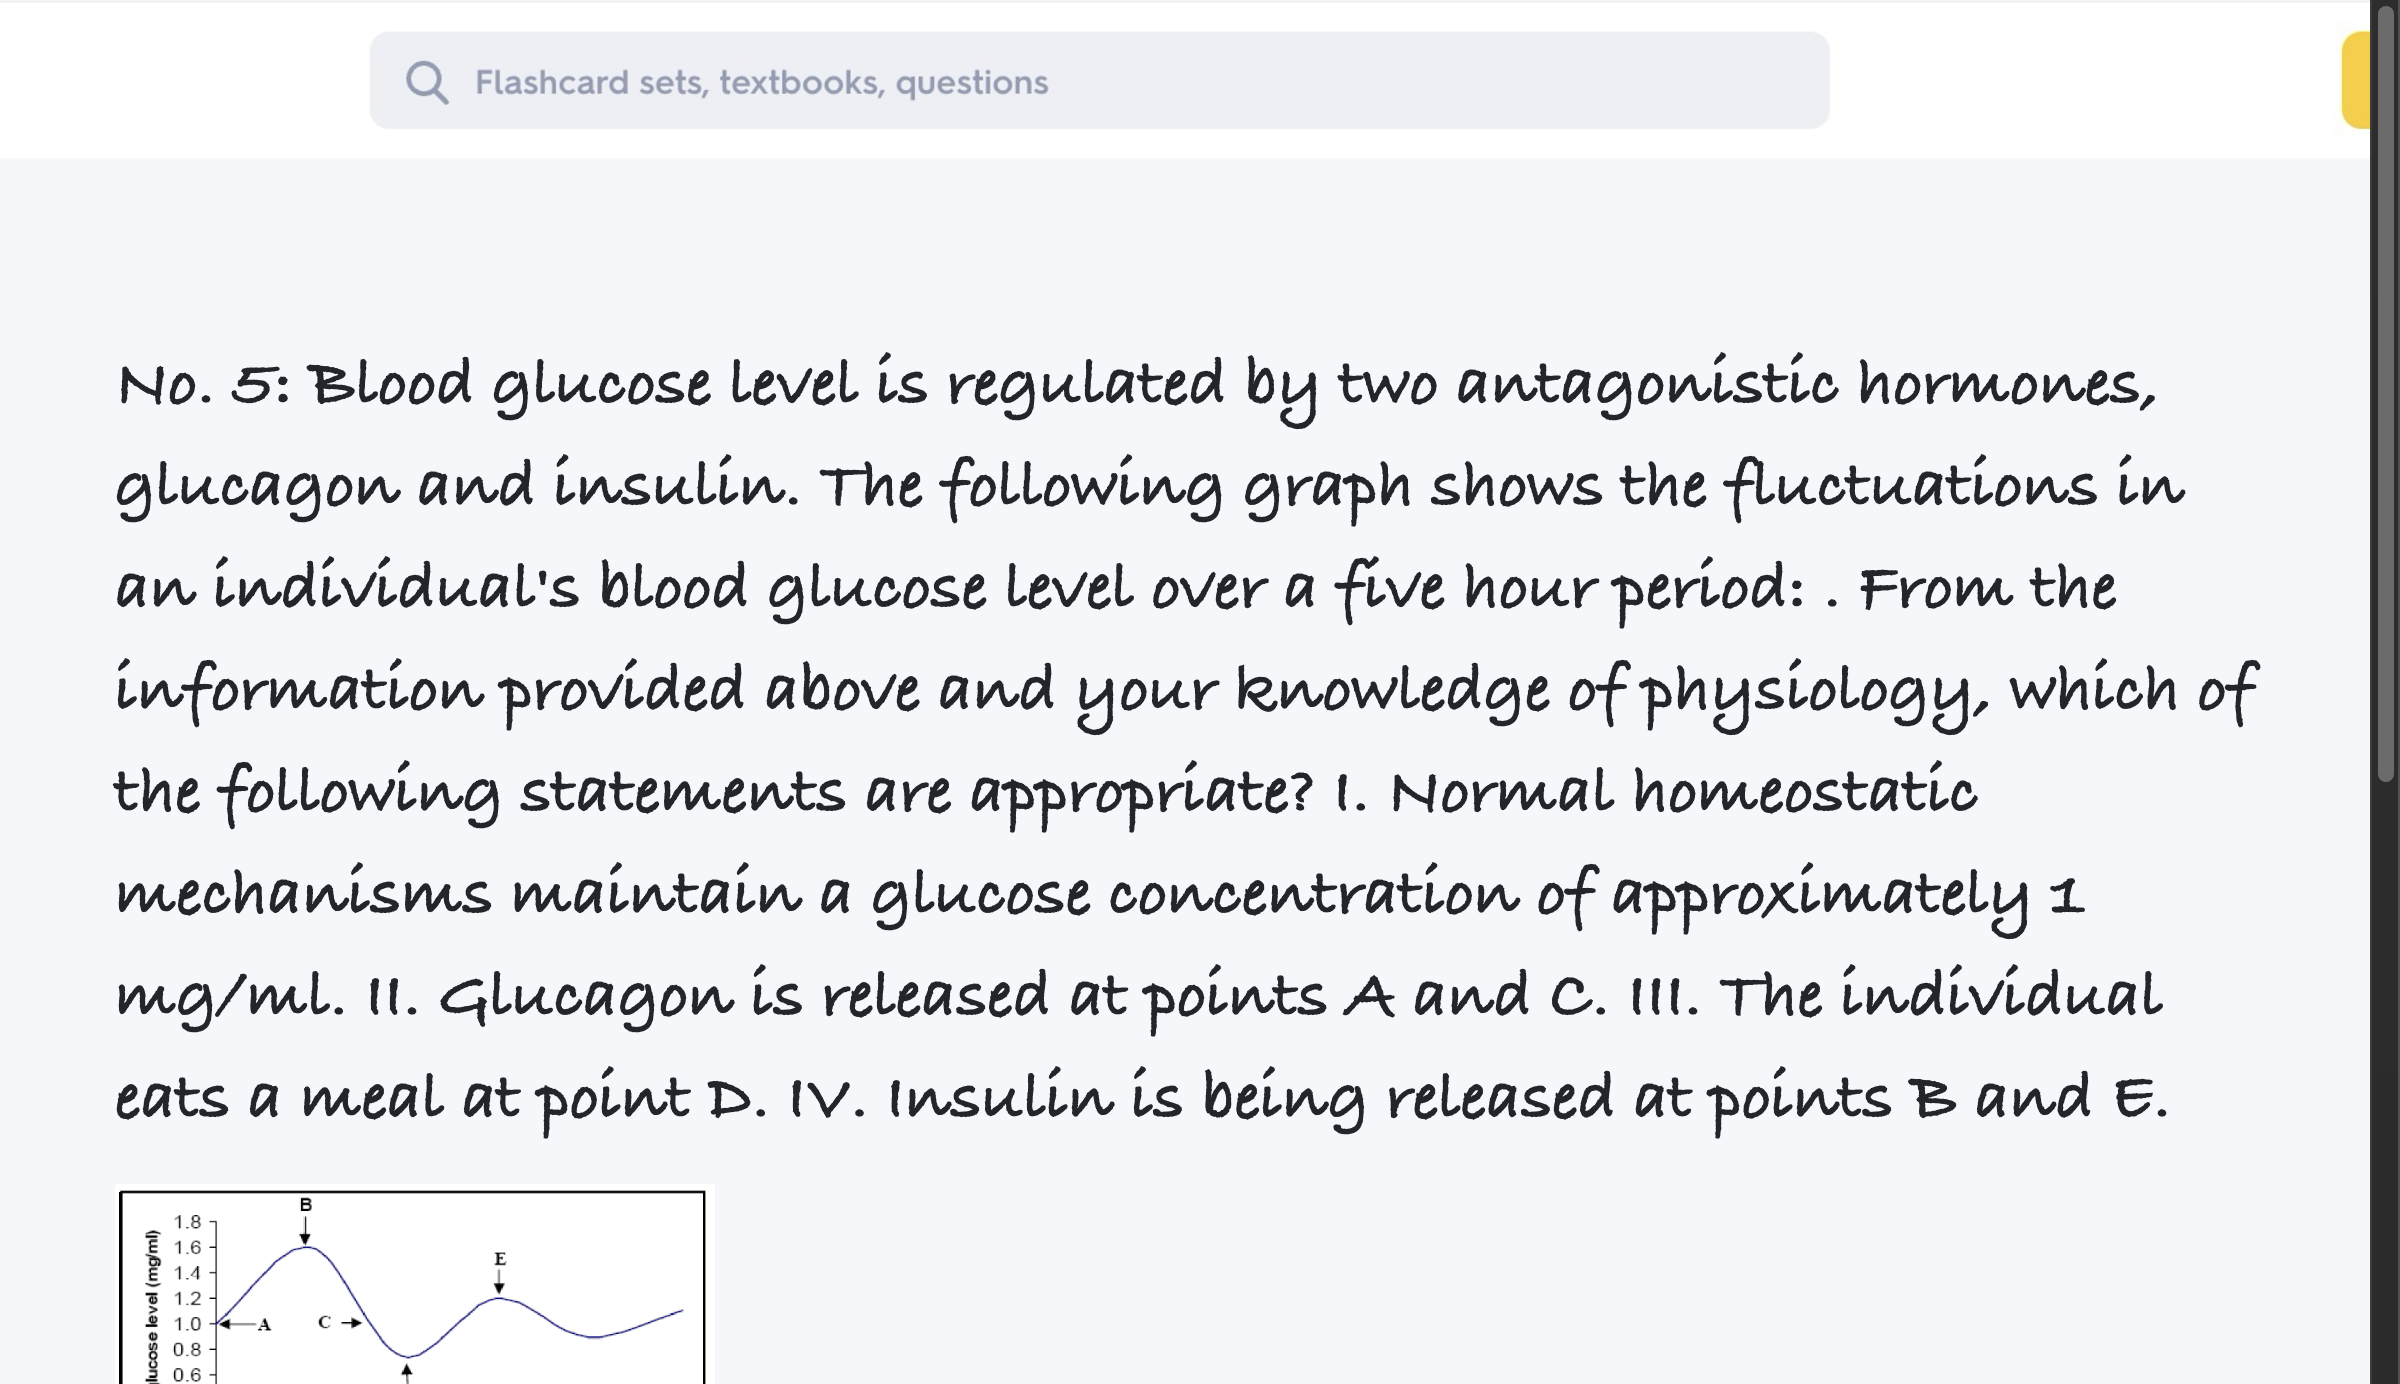 Flashcard sets, textbooks, questions
No. 5: Blood glucose level is regulated by two antagonistic hormones,
glucagon and insulin. The following graph shows the fluctuations in
an individual's blood glucose level over a five hour period: . From the
information provided above and your knowledge of physiology, which of
the following statements are appropriate? I. Normal homeostatic
mechanisms maintain a glucose concentration of approximately 1
mg/ml. II. Glucagon is released at points A and C. III. The individual
eats a meal at point D. IV. Insulin is being released at points B and E.
B
1.8
1.6
E
1.4
1.2
1.0
A
C
0.8
0.6
lucose level (mg/ml)